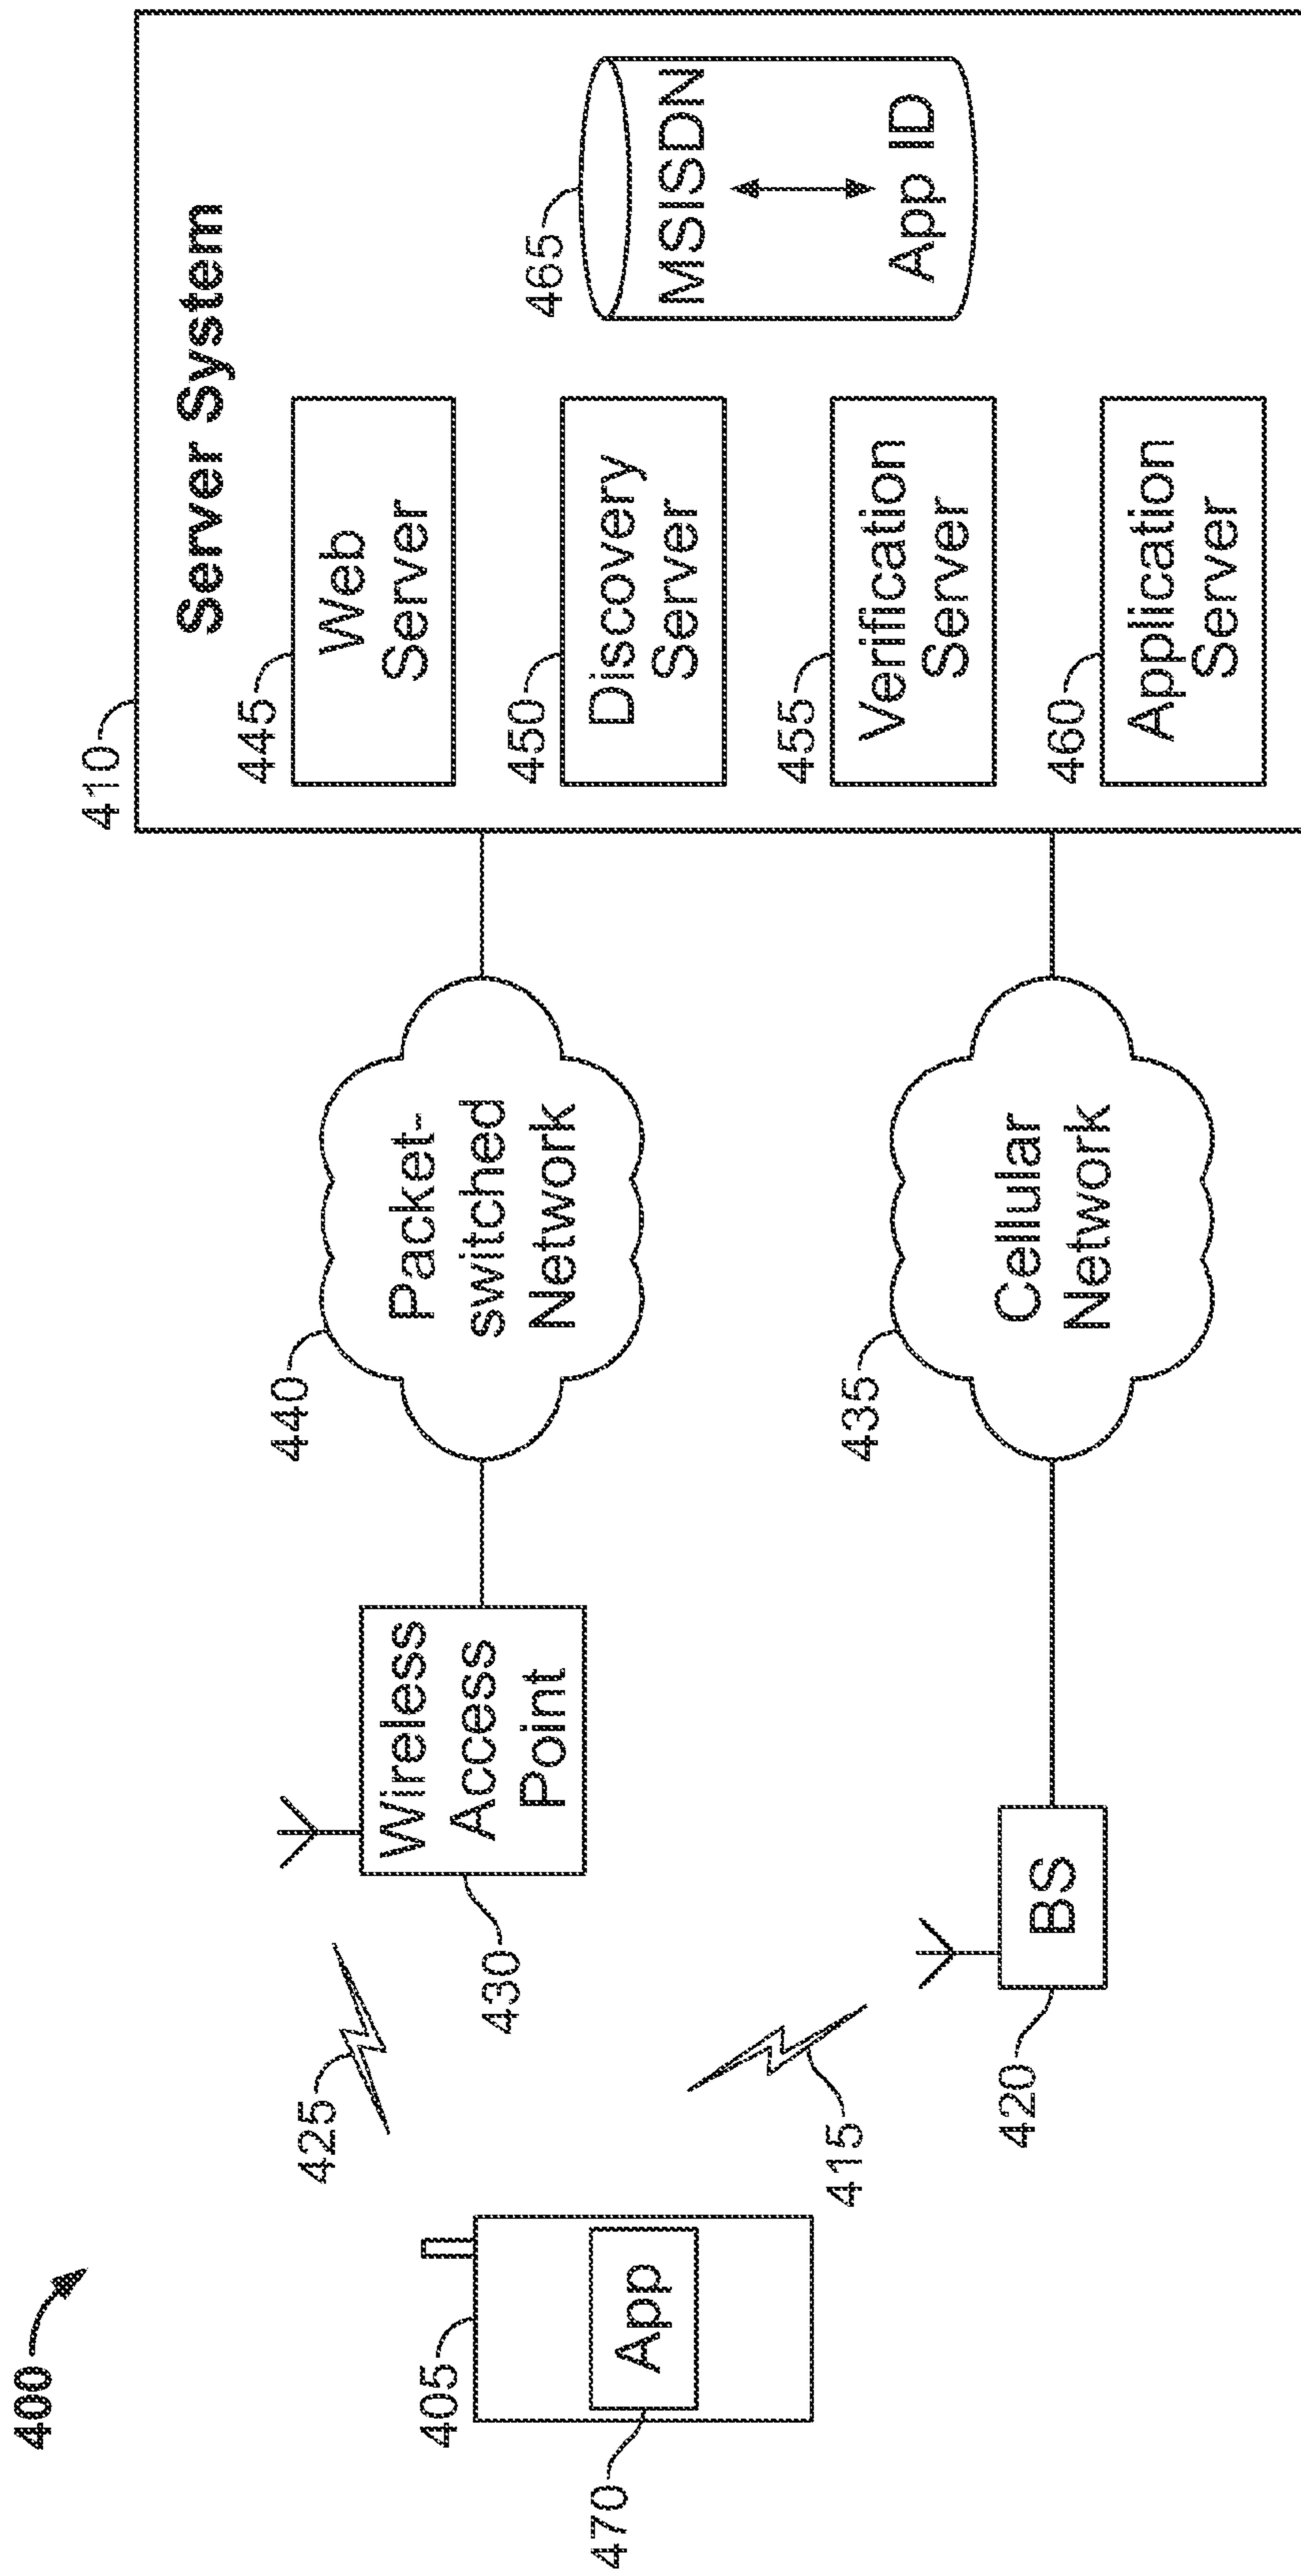 400
405
App
470
425
415
Wireless
Access
Point
430
BS
420
440
Packet-
switched
Network
435
Cellular
Network
410
Server System
445
Web
Server
450
Discovery
Server
455
Verification
Server
460
Application
Server
465
MSISDN
App ID